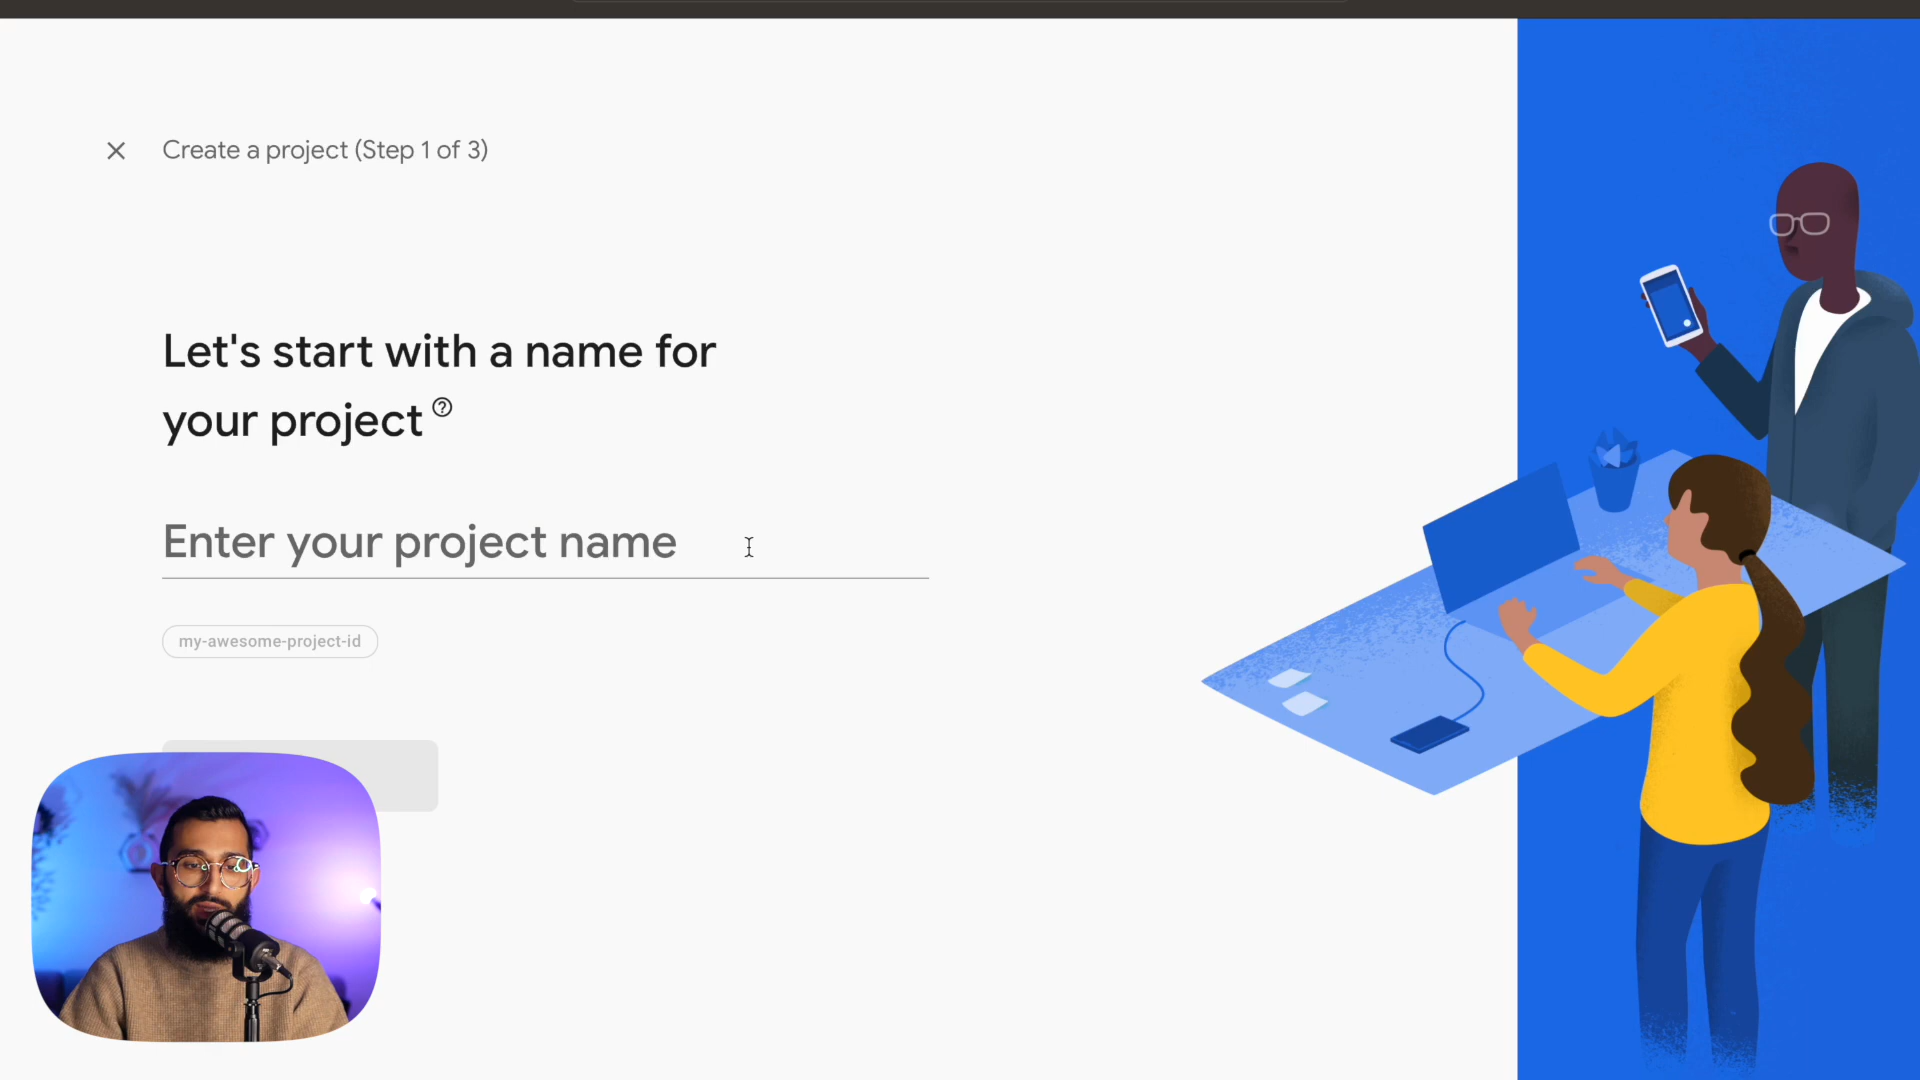 Create a project (Step 1 of 3)
Let's start with a name for
your project
Enter your project name
my-awesome-project-id